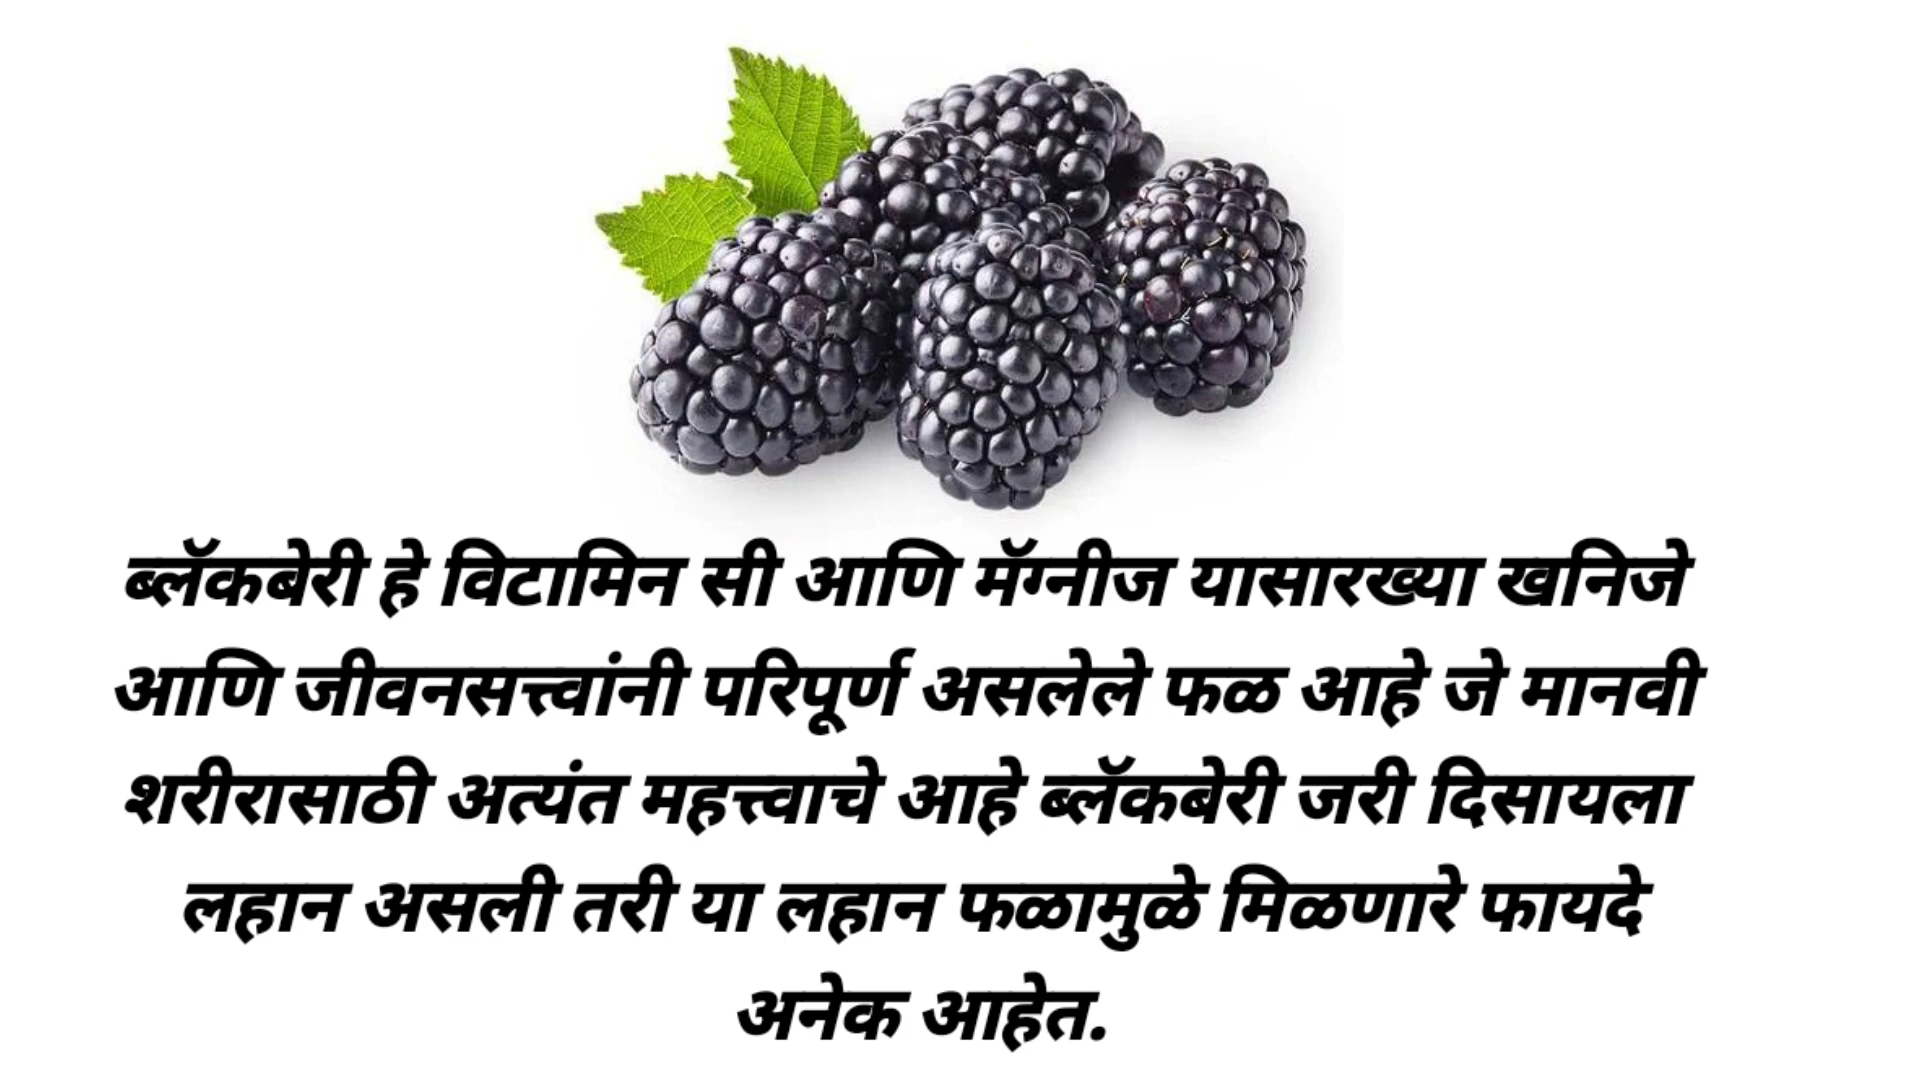 ब्लॅकबेरी हे विटामिन सी आणि मॅग्नीज यासारख्या खनिजे
आणि जीवनसत्त्वांनी परिपूर्ण असलेले फळ आहे जे मानवी
शरीरासाठी अत्यंत महत्त्वाचे आहे ब्लॅकबेरी जरी दिसायला
लहान असली तरी या लहान फळामुळे मिळणारे फायदे
अनेक आहेत.